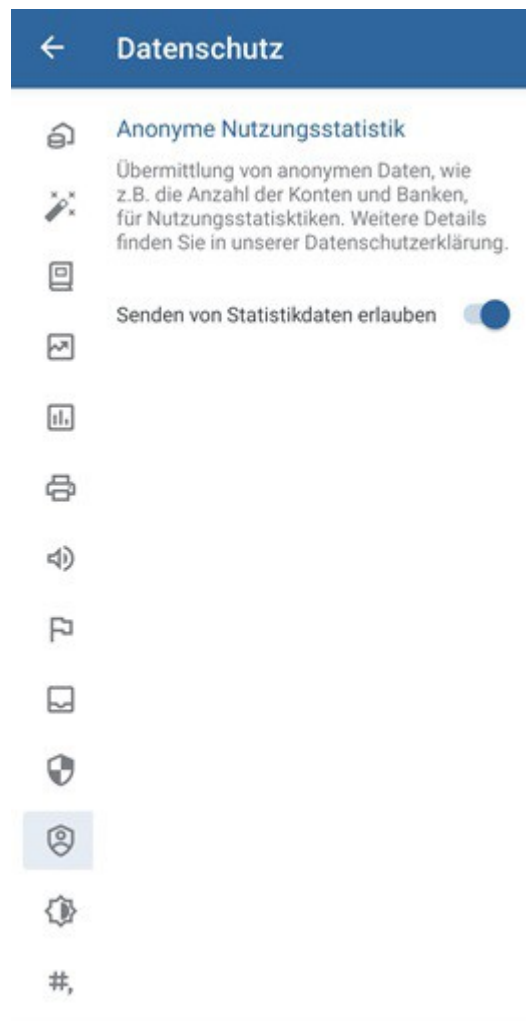 Datenschutz
Anonyme Nutzungsstatistik
Übermittlung von anonymen Daten, wie
z.B. die Anzahl der Konten und Banken,
für Nutzungsstatisktiken. Weitere Details
finden Sie in unserer Datenschutzerklärung.
Senden von Statistikdaten erlauben
#,